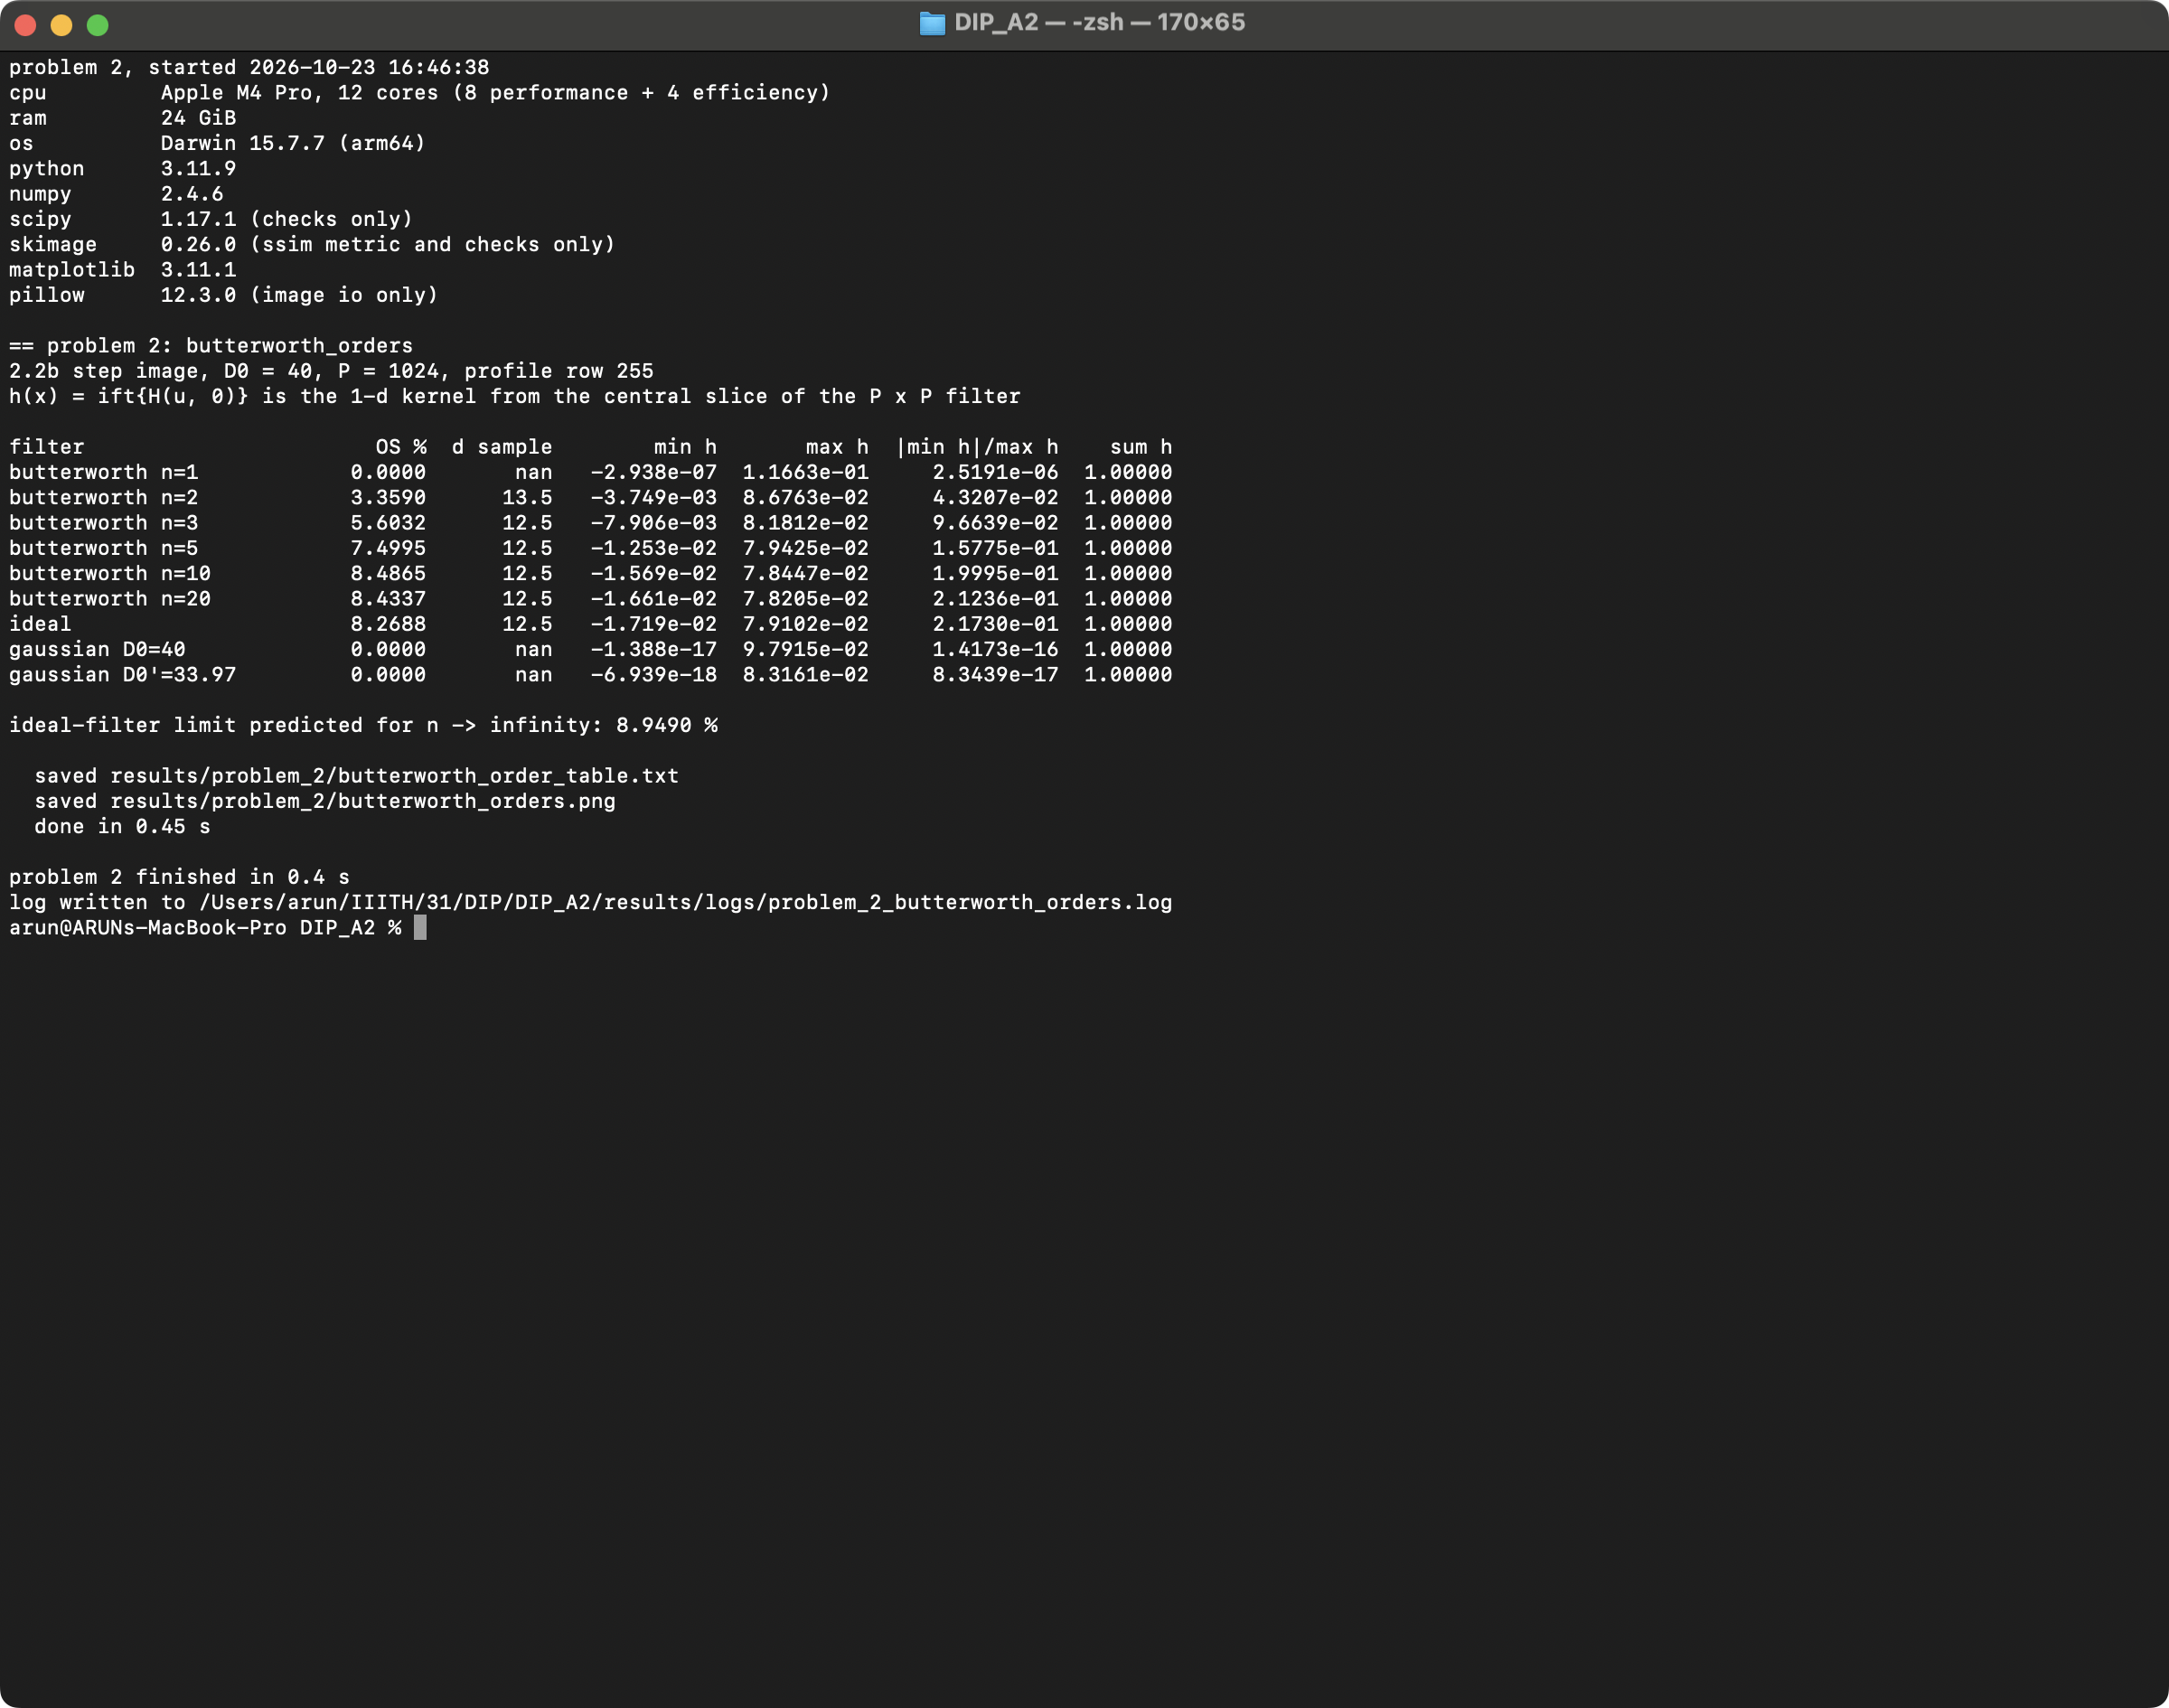 DIP_A2 — -zsh — 170×65
problem 2, started 2026-10-23 16:46:38
cpu         Apple M4 Pro, 12 cores (8 performance + 4 efficiency)
ram         24 GiB
os          Darwin 15.7.7 (arm64)
python      3.11.9
numpy       2.4.6
scipy       1.17.1 (checks only)
skimage     0.26.0 (ssim metric and checks only)
matplotlib  3.11.1
pillow      12.3.0 (image io only)
== problem 2: butterworth_orders
2.2b step image, D0 = 40, P = 1024, profile row 255
h(x) = ift{H(u, 0)} is the 1-d kernel from the central slice of the P x P filter
filter                       OS %  d sample        min h       max h  |min h|/max h    sum h
butterworth n=1            0.0000       nan   -2.938e-07  1.1663e-01     2.5191e-06  1.00000
butterworth n=2            3.3590      13.5   -3.749e-03  8.6763e-02     4.3207e-02  1.00000
butterworth n=3            5.6032      12.5   -7.906e-03  8.1812e-02     9.6639e-02  1.00000
butterworth n=5            7.4995      12.5   -1.253e-02  7.9425e-02     1.5775e-01  1.00000
butterworth n=10           8.4865      12.5   -1.569e-02  7.8447e-02     1.9995e-01  1.00000
butterworth n=20           8.4337      12.5   -1.661e-02  7.8205e-02     2.1236e-01  1.00000
ideal                      8.2688      12.5   -1.719e-02  7.9102e-02     2.1730e-01  1.00000
gaussian D0=40             0.0000       nan   -1.388e-17  9.7915e-02     1.4173e-16  1.00000
gaussian D0'=33.97         0.0000       nan   -6.939e-18  8.3161e-02     8.3439e-17  1.00000
ideal-filter limit predicted for n -> infinity: 8.9490 %
  saved results/problem_2/butterworth_order_table.txt
  saved results/problem_2/butterworth_orders.png
  done in 0.45 s
problem 2 finished in 0.4 s
log written to /Users/arun/IIITH/31/DIP/DIP_A2/results/logs/problem_2_butterworth_orders.log
arun@ARUNs-MacBook-Pro DIP_A2 %